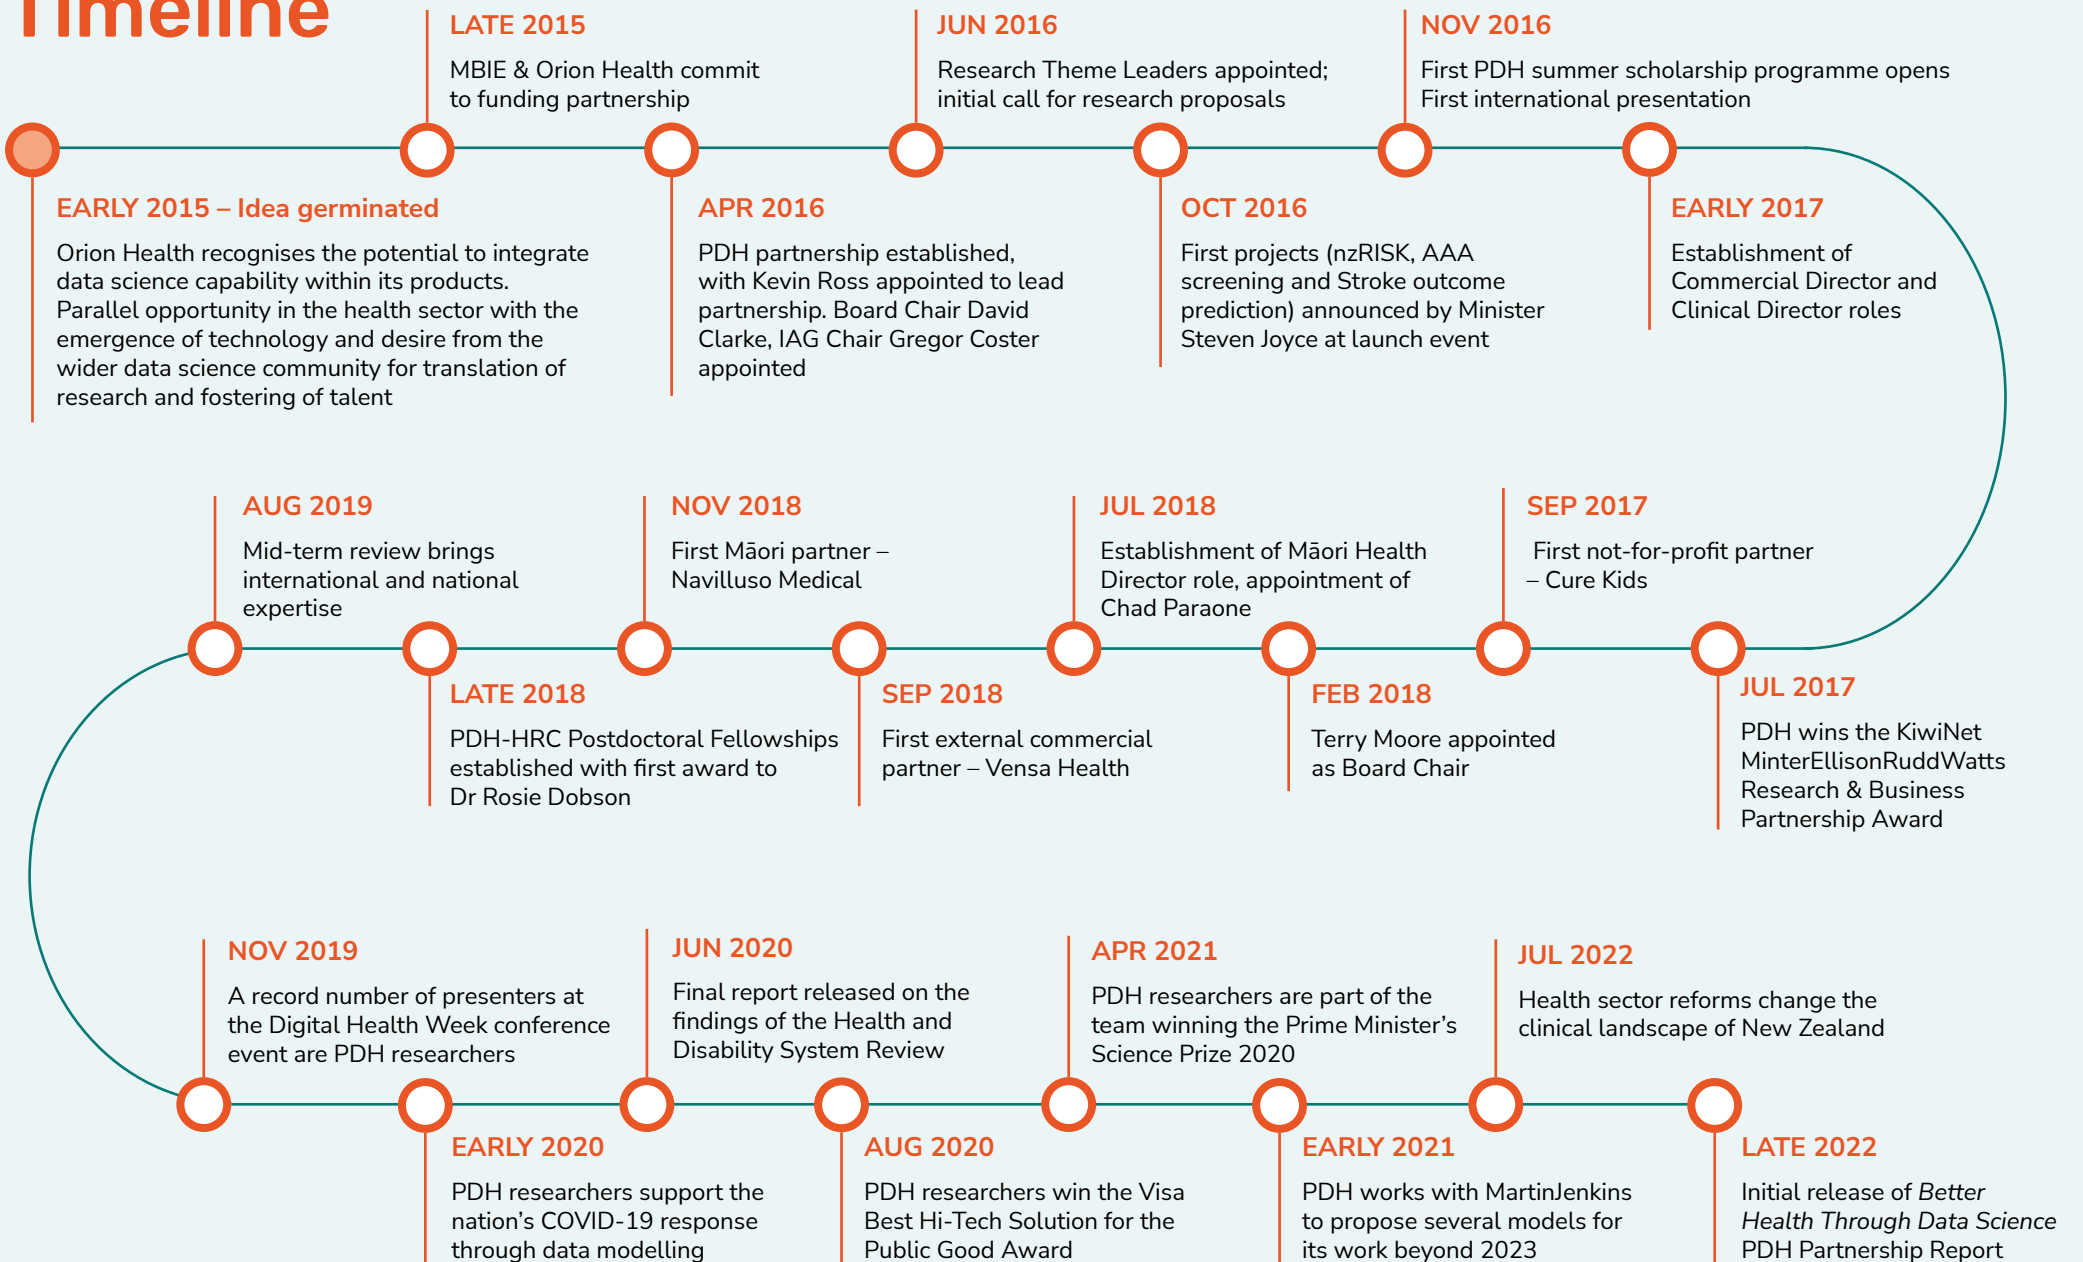 Timeline
LATE 2015
MBIE & Orion Health commit
to funding partnership
JUN 2016
Research Theme Leaders appointed;
initial call for research proposals
NOV 2016
First PDH summer scholarship programme opens
First international presentation
EARLY 2015 – Idea germinated
Orion Health recognises the potential to integrate
data science capability within its products.
Parallel opportunity in the health sector with the
emergence of technology and desire from the
wider data science community for translation of
research and fostering of talent
APR 2016
PDH partnership established,
with Kevin Ross appointed to lead
partnership. Board Chair David
Clarke, IAG Chair Gregor Coster
appointed
OCT 2016
First projects (nzRISK, AAA
screening and Stroke outcome
prediction) announced by Minister
Steven Joyce at launch event
EARLY 2017
Establishment of
Commercial Director and
Clinical Director roles
AUG 2019
Mid-term review brings
international and national
expertise
NOV 2018
First Māori partner –
Navilluso Medical
JUL 2018
Establishment of Māori Health
Director role, appointment of
Chad Paraone
SEP 2017
First not-for-profit partner
– Cure Kids
LATE 2018
PDH-HRC Postdoctoral Fellowships
established with first award to
Dr Rosie Dobson
SEP 2018
First external commercial
partner – Vensa Health
FEB 2018
Terry Moore appointed
as Board Chair
JUL 2017
PDH wins the KiwiNet
MinterEllisonRuddWatts
Research & Business
Partnership Award
NOV 2019
A record number of presenters at
the Digital Health Week conference
event are PDH researchers
JUN 2020
Final report released on the
findings of the Health and
Disability System Review
APR 2021
PDH researchers are part of the
team winning the Prime Minister’s
Science Prize 2020
JUL 2022
Health sector reforms change the
clinical landscape of New Zealand
EARLY 2020
PDH researchers support the
nation’s COVID-19 response
through data modelling
AUG 2020
PDH researchers win the Visa
Best Hi-Tech Solution for the
Public Good Award
EARLY 2021
PDH works with MartinJenkins
to propose several models for
its work beyond 2023
LATE 2022
Initial release of Better
Health Through Data Science
PDH Partnership Report